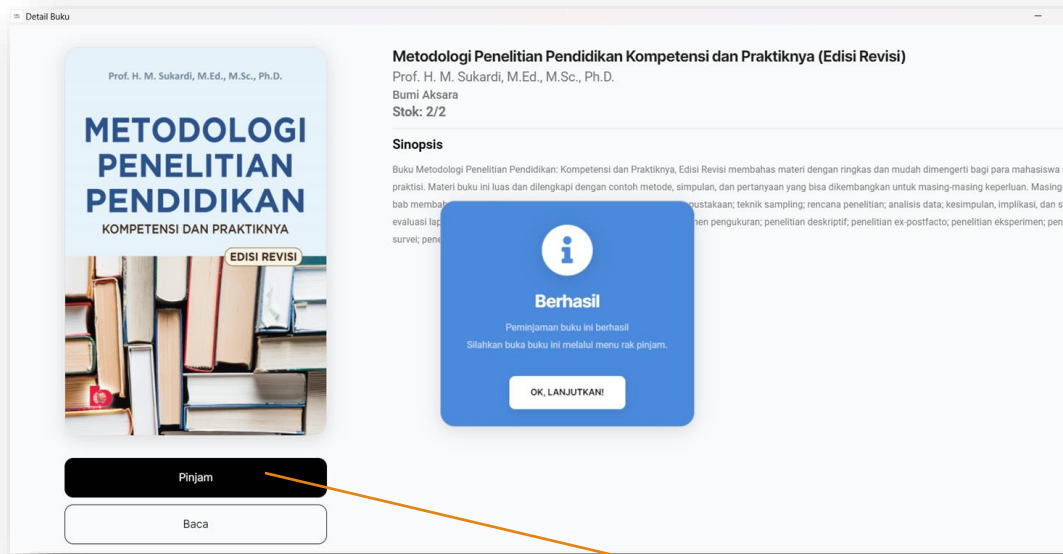 Detail Buku
Prof. H. M. Sukardi, M.Ed., M.Sc., Ph.D.
METODOLOGI
PENELITIAN
PENDIDIKAN
KOMPETENSI DAN PRAKTIKNYA
EDISI REVISI
Pinjam
Baca
Metodologi Penelitian Pendidikan Kompetensi dan Praktiknya (Edisi Revisi)
Prof. H. M. Sukardi, M.Ed., M.Sc., Ph.D.
Bumi Aksara
Stok: 2/2
Sinopsis
Buku Metodologi Penelitian Pendidikan: Kompetensi dan Praktiknya, Edisi Revisi membahas materi dengan ringkas dan mudah dimengerti bagi para mahasiswa
praktisi. Materi buku ini luas dan dilengkapi dengan contoh metode, simpulan, dan pertanyaan yang bisa dikembangkan untuk masing-masing keperluan. Masing
bab membah pustakaan; teknik sampling; rencana penelitian; analisis data; kesimpulan, implikasi, dan s
evaluasi lap en pengukuran; penelitian deskriptif; penelitian ex-postfacto; penelitian eksperimen; pen
survei; pene
Berhasil
Peminjaman buku ini berhasil
Silahkan buka buku ini melalui menu rak pinjam.
OK, LANJUTKAN!